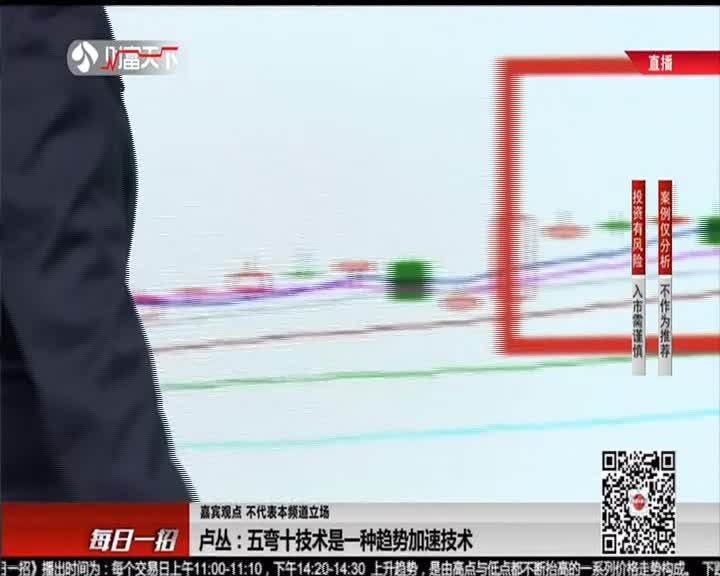 财富天下
直播
案例仅分析 不作为推荐
投资有风险 入市需谨慎
嘉宾观点 不代表本频道立场
每日一招
卢丛：五弯十技术是一种趋势加速技术
日一招》播出时间为：每个交易日上午11:00-11:10，下午14:20-14:30 上升趋势，是由高点与低点都不断抬高的一系列价格走势构成。